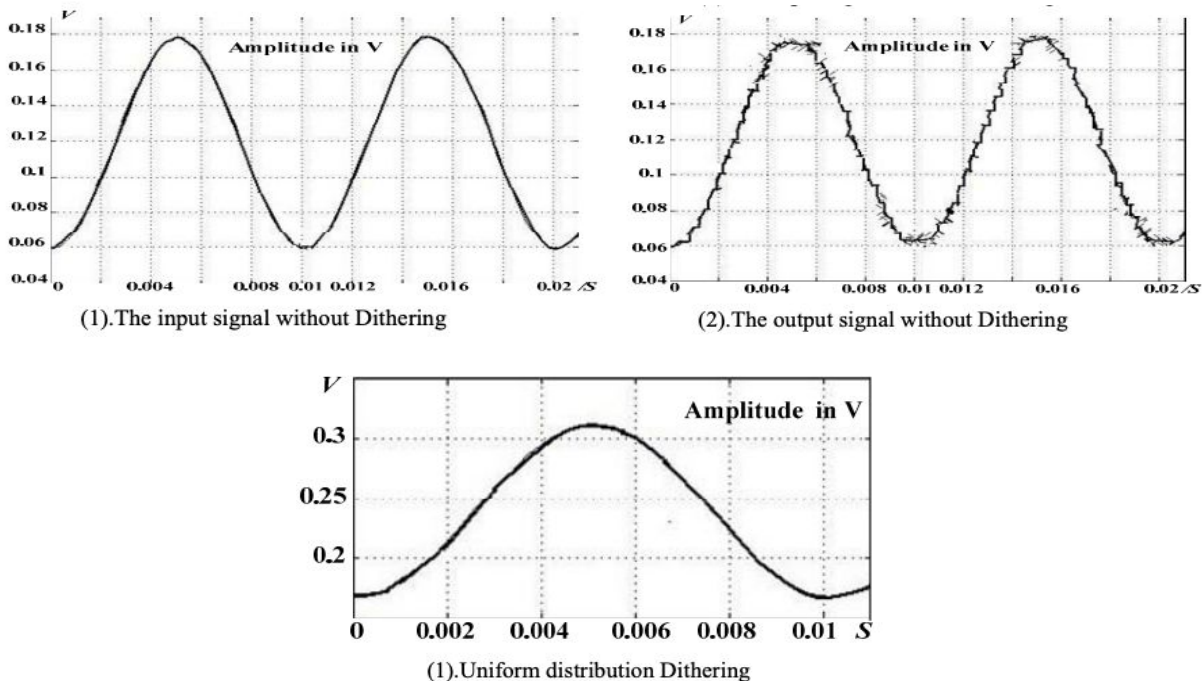 V
0.18
Amplitude in V
0.16
0.14
0.12
0.1
0.08
0.06
0.04
0 0.004 0.008 0.01 0.012 0.016 0.02 /S
(1).The input signal without Dithering
V
0.18
Amplitude in V
0.16
0.14
0.12
0.1
0.08
0.06
0.04
0 0.004 0.008 0.01 0.012 0.016 0.02 /S
(2).The output signal without Dithering
V
Amplitude in V
0.3
0.25
0.2
0 0.002 0.004 0.006 0.008 0.01 S
(1).Uniform distribution Dithering